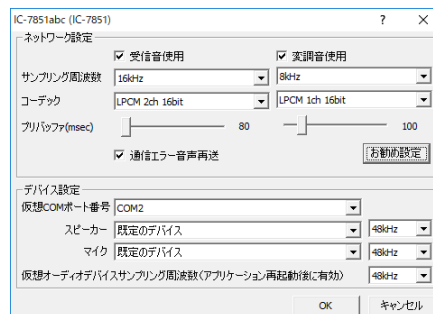 IC-7851abc (IC-7851)
ネットワーク設定
受信音使用 変調音使用
サンプリング周波数 16kHz 8kHz
コーデック LPCM 2ch 16bit LPCM 1ch 16bit
プリバッファ(msec) 80 100
通信エラー音声再送 お勧め設定
デバイス設定
仮想COMポート番号 COM2
スピーカー 既定のデバイス 48kHz
マイク 既定のデバイス 48kHz
仮想オーディオデバイスサンプリング周波数(アプリケーション再起動後に有効) 48kHz
OK キャンセル